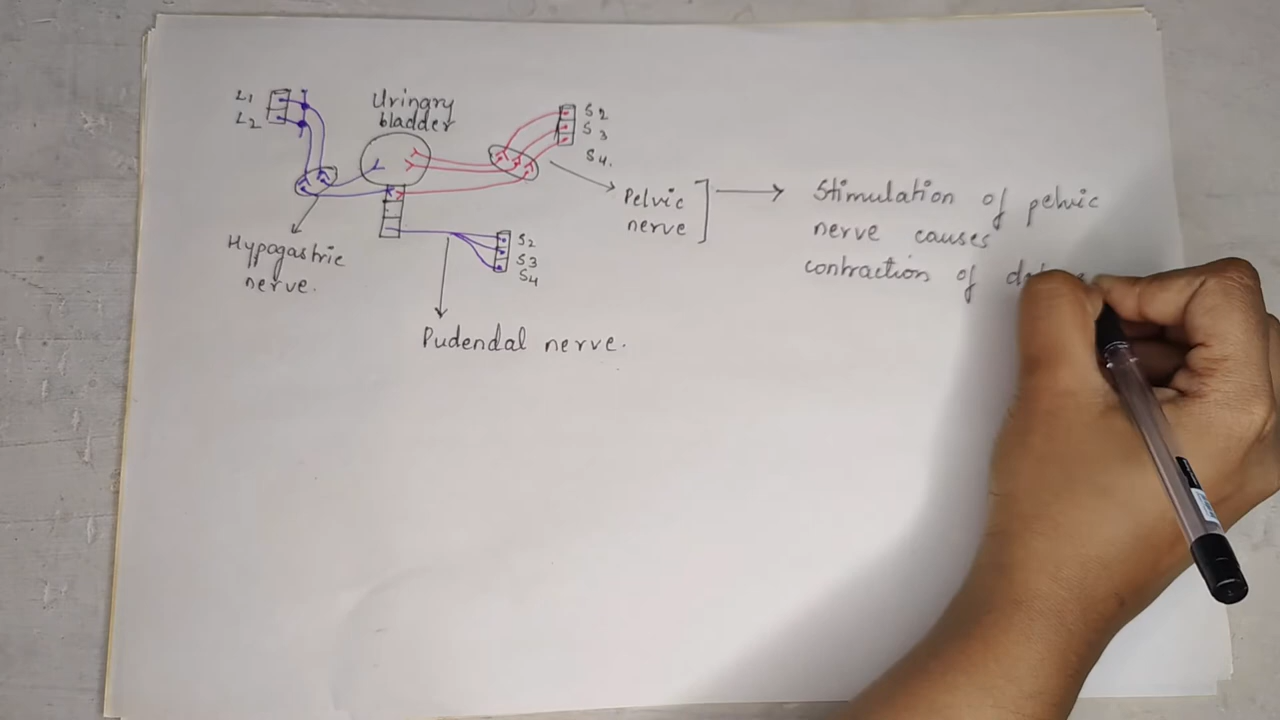 L1
L2
Urinary
bladder
S2
S3
S4.
Hypogastric
nerve.
S2
S3
S4
Pudendal nerve.
Pelvic
nerve
Stimulation of pelvic
nerve causes
contraction of